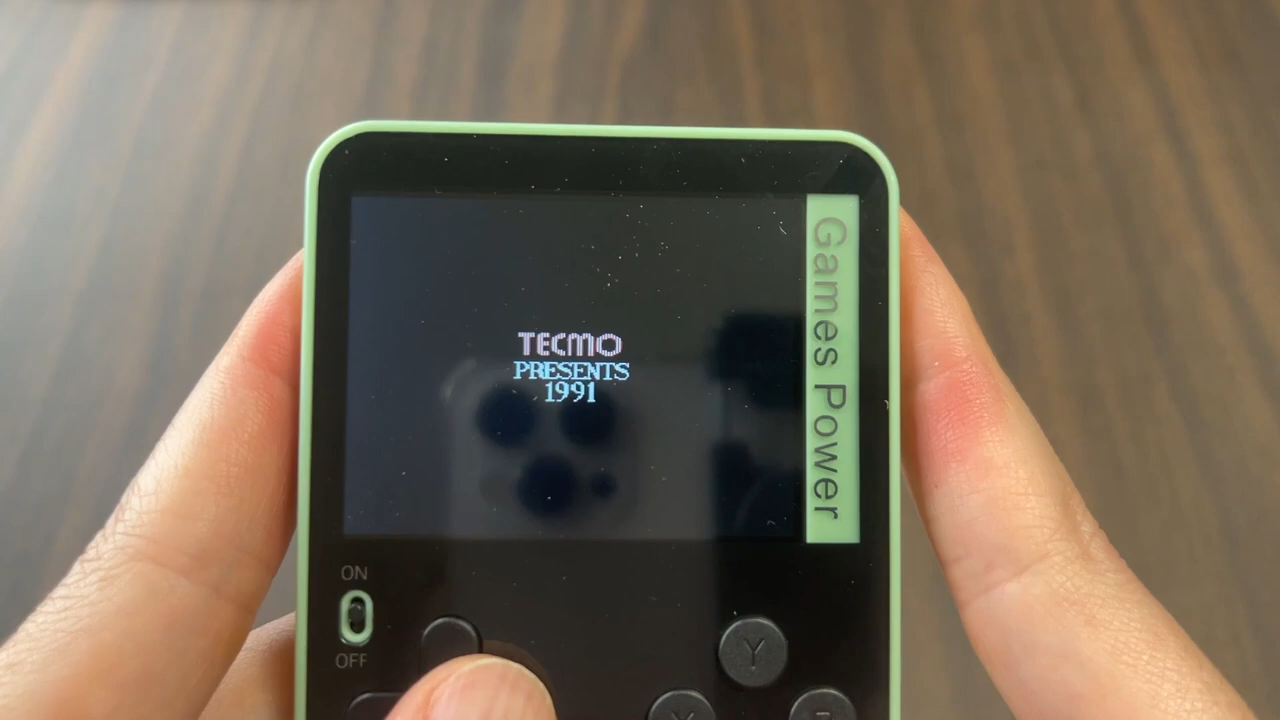 TECMO
PRESENTS
1991
Games Power
ON
OFF
Y
X